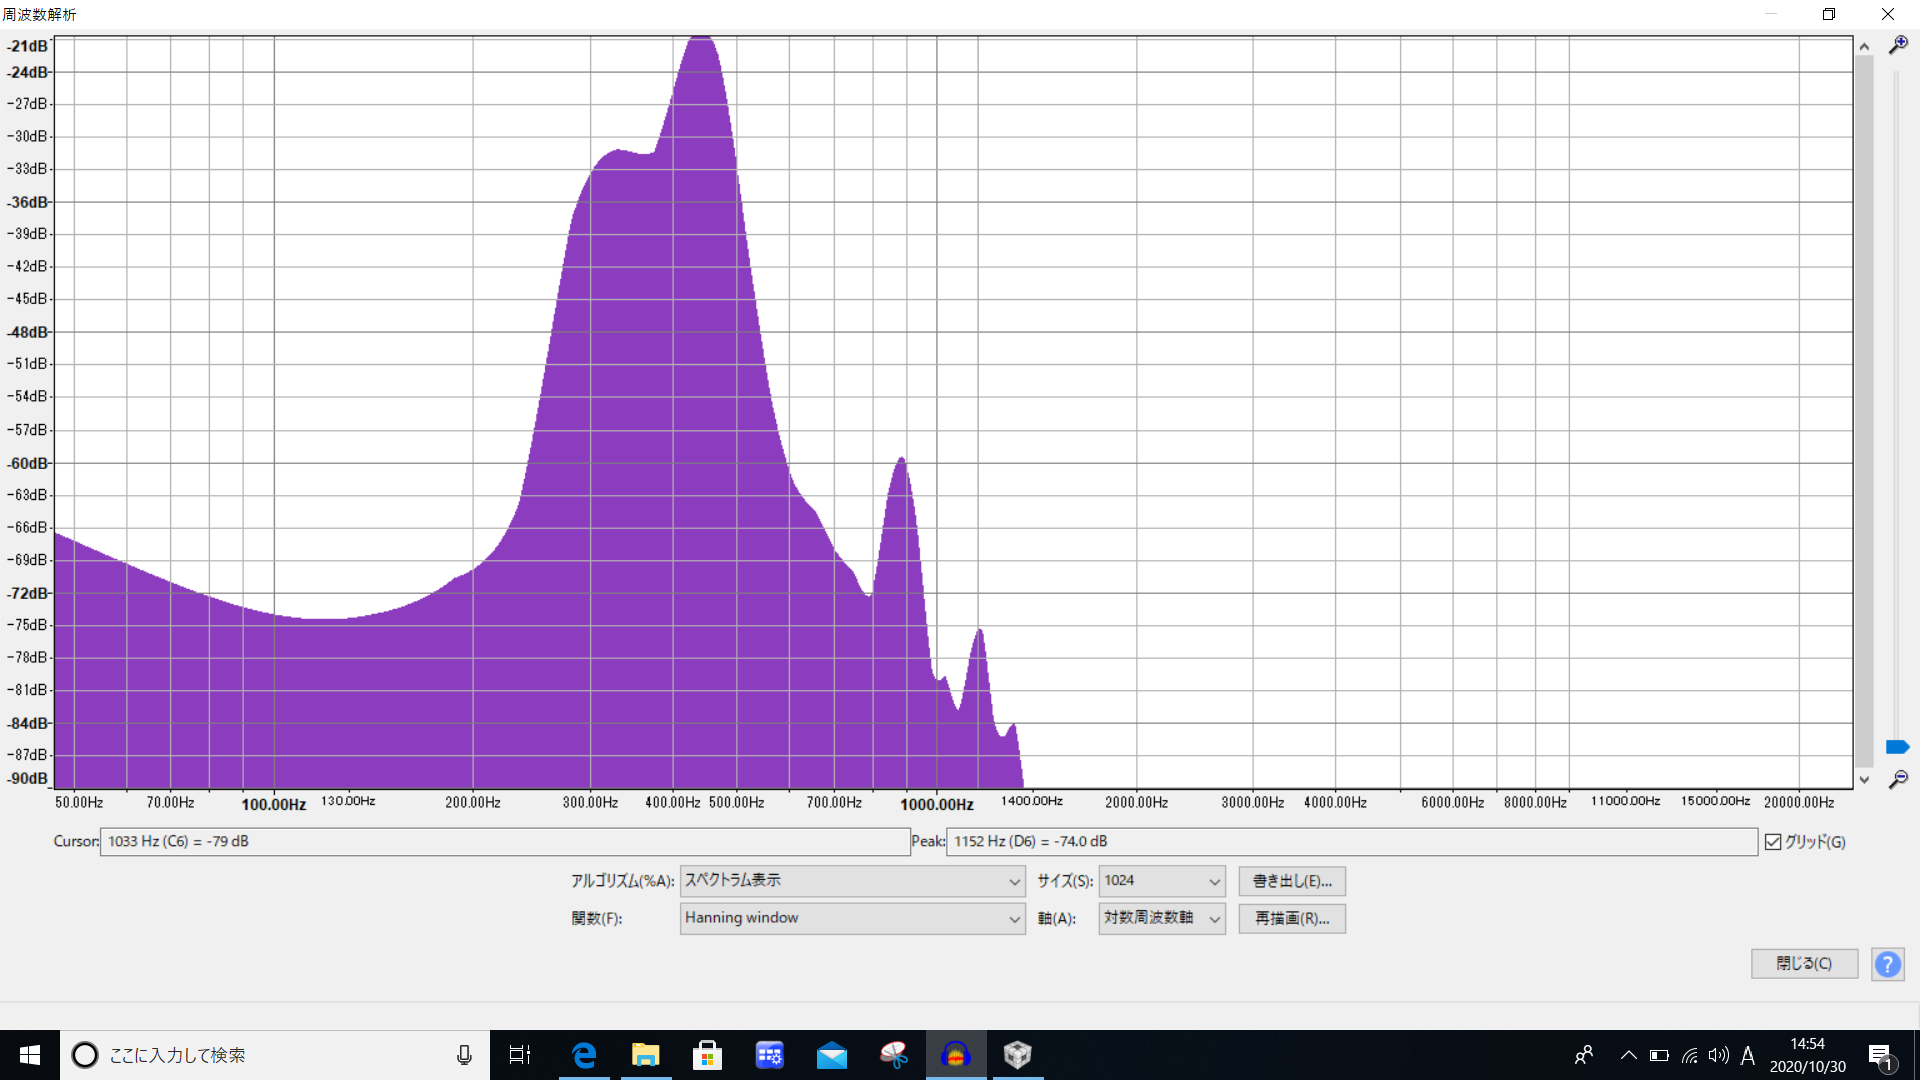 周波数解析
-21dB
-24dB
-27dB
-30dB
-33dB
-36dB
-39dB
-42dB
-45dB
-48dB
-51dB
-54dB
-57dB
-60dB
-63dB
-66dB
-69dB
-72dB
-75dB
-78dB
-81dB
-84dB
-87dB
-90dB
50.00Hz 70.00Hz 100.00Hz 130.00Hz 200.00Hz 300.00Hz 400.00Hz 500.00Hz 700.00Hz 1000.00Hz 1400.00Hz 2000.00Hz 3000.00Hz 4000.00Hz 6000.00Hz 8000.00Hz 11000.00Hz 15000.00Hz 20000.00Hz
Cursor: 1033 Hz (C6) = -79 dB Peak: 1152 Hz (D6) = -74.0 dB グリッド(G)
アルゴリズム(%A): スペクトラム表示 サイズ(S): 1024 書き出し(E)...
関数(F): Hanning window 軸(A): 対数周波数軸 再描画(R)...
閉じる(C) ?
ここに入力して検索 A 14:54
2020/10/30 1